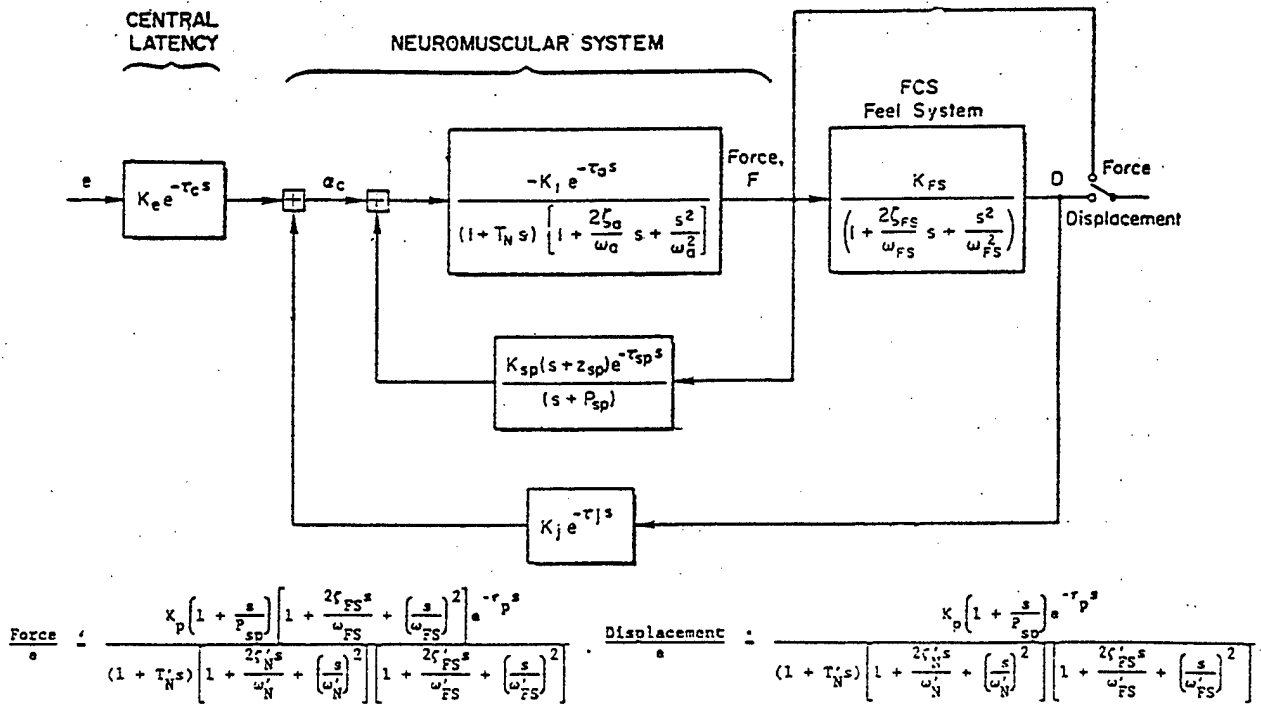 CENTRAL
LATENCY
NEUROMUSCULAR SYSTEM
FCS
Feel System
e
K_e e^{-τ_c s}
+
α_c
+
-K_1 e^{-τ_a s}
(1 + T_N s) [1 + 2ζ_a/ω_a s + s²/ω_a²]
Force,
F
K_FS
(1 + 2ζ_FS/ω_FS s + s²/ω_FS²)
D
Force
Displacement
K_sp(s + z_sp)e^{-τ_sp s}
(s + P_sp)
K_j e^{-τ_j s}
Force/e ≐ K_p(1 + s/P_sp)[1 + 2ζ_FS s/ω_FS + (s/ω_FS)²] e^{-τ_p s} / (1 + T'_N s)[1 + 2ζ'_N s/ω'_N + (s/ω'_N)²][1 + 2ζ'_FS s/ω'_FS + (s/ω'_FS)²]
Displacement/e ≐ K_p(1 + s/P_sp) e^{-τ_p s} / (1 + T'_N s)[1 + 2ζ'_N s/ω'_N + (s/ω'_N)²][1 + 2ζ'_FS s/ω'_FS + (s/ω'_FS)²]